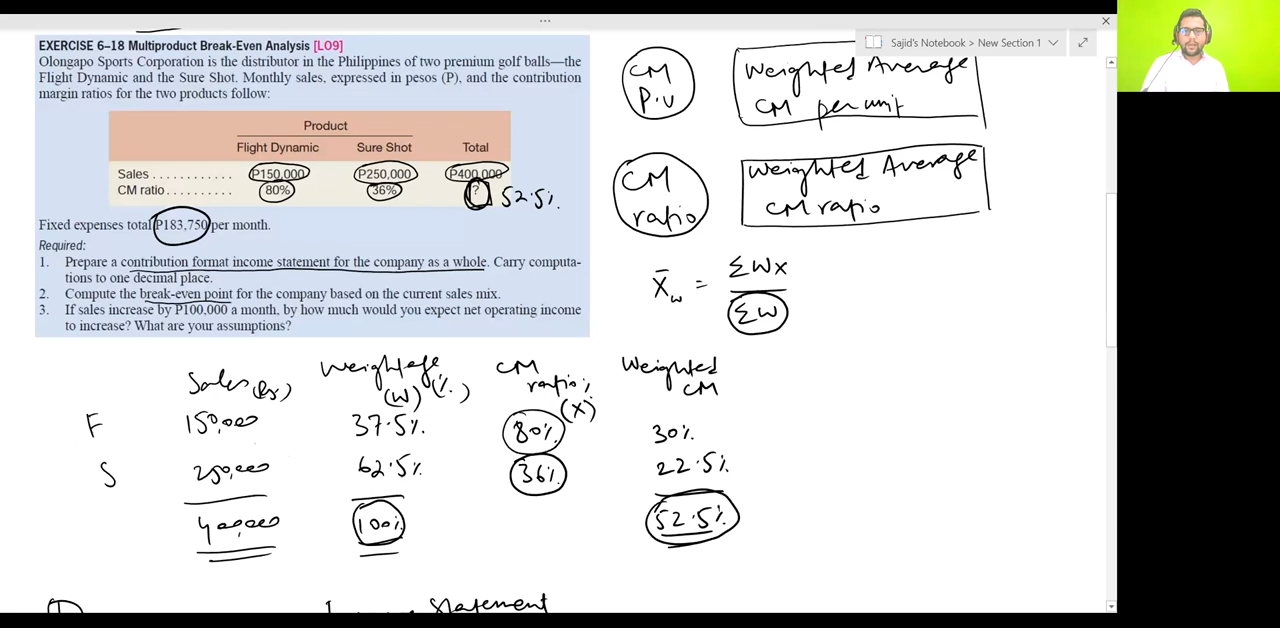 EXERCISE 6–18 Multiproduct Break-Even Analysis [LO9]
Olongapo Sports Corporation is the distributor in the Philippines of two premium golf balls—the
Flight Dynamic and the Sure Shot. Monthly sales, expressed in pesos (P), and the contribution
margin ratios for the two products follow:
Product
Flight Dynamic Sure Shot Total
Sales . . . . . . . . . . . . P150,000 P250,000 P400,000
CM ratio . . . . . . . . . . 80% 36% ? 52.5%
Fixed expenses total P183,750 per month.
Required:
1. Prepare a contribution format income statement for the company as a whole. Carry computa-
tions to one decimal place.
2. Compute the break-even point for the company based on the current sales mix.
3. If sales increase by P100,000 a month, by how much would you expect net operating income
to increase? What are your assumptions?
Sajid's Notebook > New Section 1
CM
P.U
Weighted Average
CM per unit
CM
ratio
Weighted Average
CM ratio
X̄w = ΣWx
ΣW
Sales (Rs) Weightage (W) (%) CM ratio% (X) Weighted CM
F 150,000 37.5% 80% 30%
S 250,000 62.5% 36% 22.5%
400,000 100% 52.5%
Income Statement